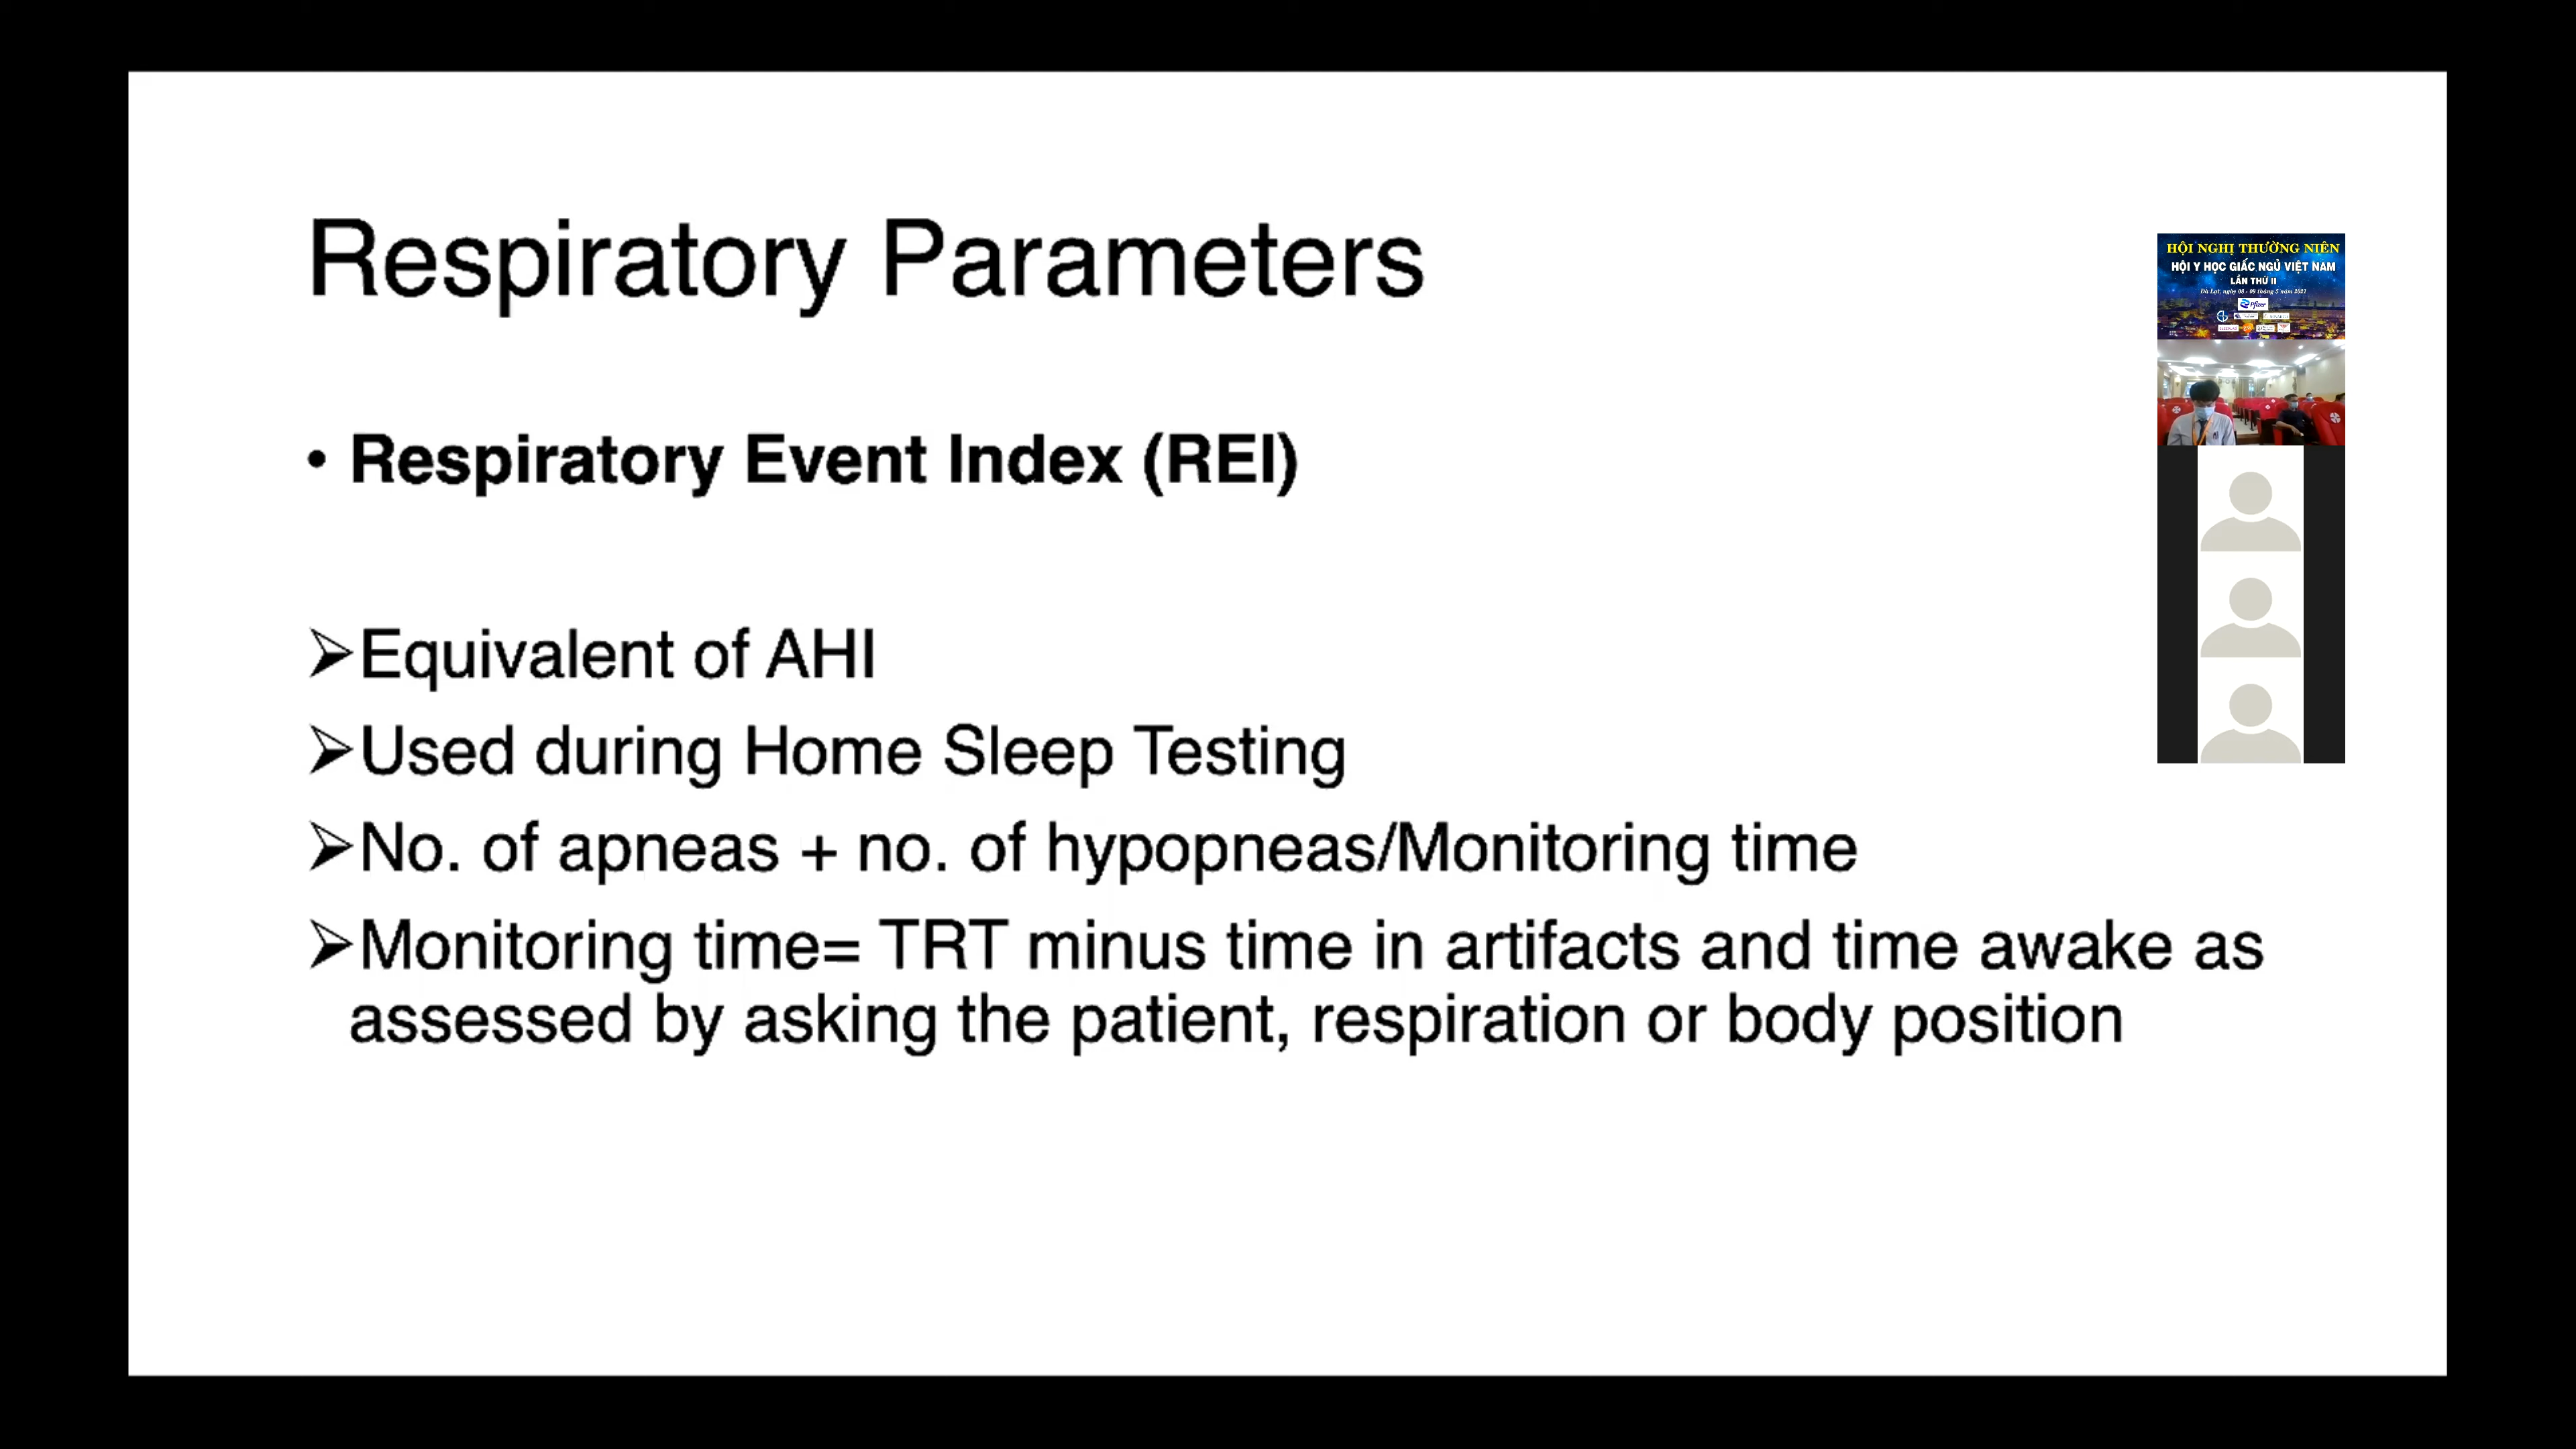 Respiratory Parameters
• Respiratory Event Index (REI)
➢Equivalent of AHI
➢Used during Home Sleep Testing
➢No. of apneas + no. of hypopneas/Monitoring time
➢Monitoring time= TRT minus time in artifacts and time awake as
assessed by asking the patient, respiration or body position
HỘI NGHỊ THƯỜNG NIÊN
HỘI Y HỌC GIẤC NGỦ VIỆT NAM
LẦN THỨ II
Pfizer